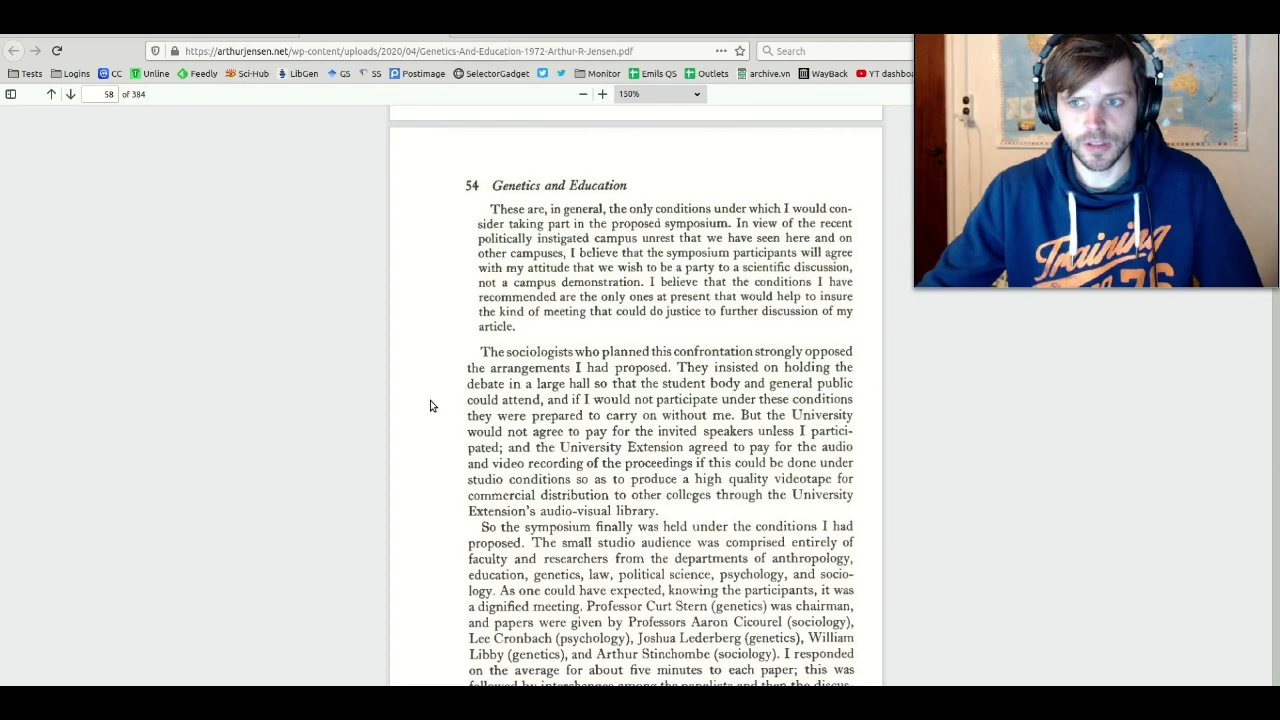 https://arthurjensen.net/wp-content/uploads/2020/04/Genetics-And-Education-1972-Arthur-R-Jensen.pdf
Search
Tests Logins CC Unline Feedly Sci-Hub LibGen GS SS Postimage SelectorGadget Monitor Emils QS Outlets archive.vn WayBack YT dashboa
58 of 384
150%
54 Genetics and Education
These are, in general, the only conditions under which I would con-
sider taking part in the proposed symposium. In view of the recent
politically instigated campus unrest that we have seen here and on
other campuses, I believe that the symposium participants will agree
with my attitude that we wish to be a party to a scientific discussion,
not a campus demonstration. I believe that the conditions I have
recommended are the only ones at present that would help to insure
the kind of meeting that could do justice to further discussion of my
article.
The sociologists who planned this confrontation strongly opposed
the arrangements I had proposed. They insisted on holding the
debate in a large hall so that the student body and general public
could attend, and if I would not participate under these conditions
they were prepared to carry on without me. But the University
would not agree to pay for the invited speakers unless I partici-
pated; and the University Extension agreed to pay for the audio
and video recording of the proceedings if this could be done under
studio conditions so as to produce a high quality videotape for
commercial distribution to other colleges through the University
Extension's audio-visual library.
So the symposium finally was held under the conditions I had
proposed. The small studio audience was comprised entirely of
faculty and researchers from the departments of anthropology,
education, genetics, law, political science, psychology, and socio-
logy. As one could have expected, knowing the participants, it was
a dignified meeting. Professor Curt Stern (genetics) was chairman,
and papers were given by Professors Aaron Cicourel (sociology),
Lee Cronbach (psychology), Joshua Lederberg (genetics), William
Libby (genetics), and Arthur Stinchombe (sociology). I responded
on the average for about five minutes to each paper; this was
followed by interchanges among the panelists and then the discus-
Training
76